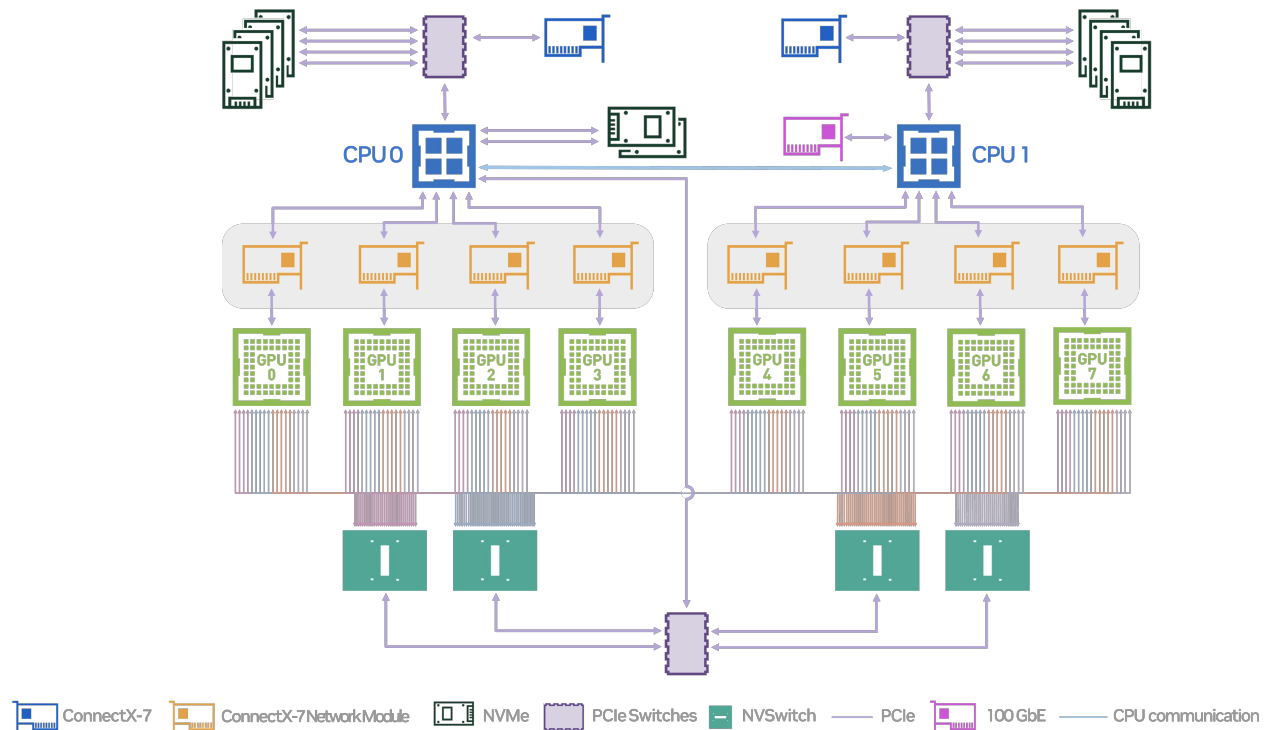 CPU 0
CPU 1
GPU
0
GPU
1
GPU
2
GPU
3
GPU
4
GPU
5
GPU
6
GPU
7
ConnectX-7
ConnectX-7 Network Module
NVMe
PCIe Switches
NVSwitch
PCIe
100 GbE
CPU communication